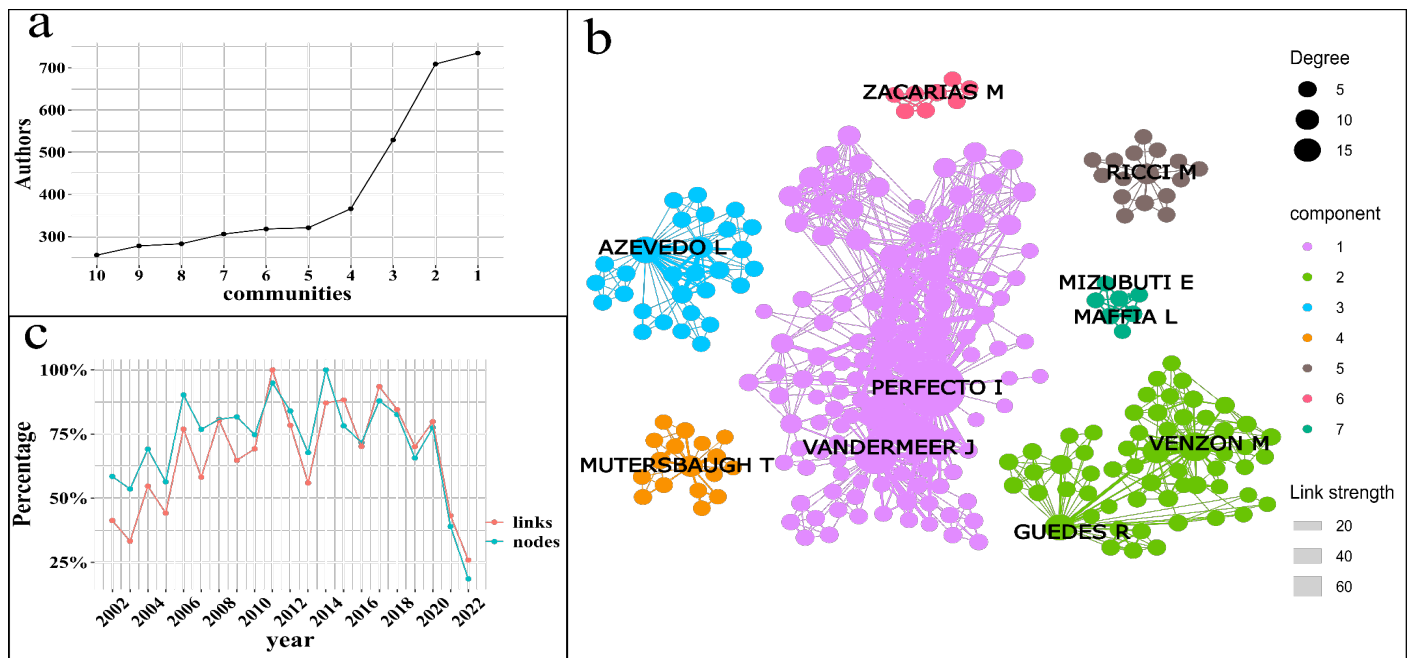 a
700
600
500
400
300
Authors
10 9 8 7 6 5 4 3 2 1
communities
b
ZACARIAS M
RICCI M
AZEVEDO L
MIZUBUTI E
MAFFIA L
PERFECTO I
VANDERMEER J
MUTERSBAUGH T
VENZON M
GUEDES R
Degree
5
10
15
component
1
2
3
4
5
6
7
Link strength
20
40
60
c
100%
75%
50%
25%
Percentage
2002 2004 2006 2008 2010 2012 2014 2016 2018 2020 2022
year
links
nodes